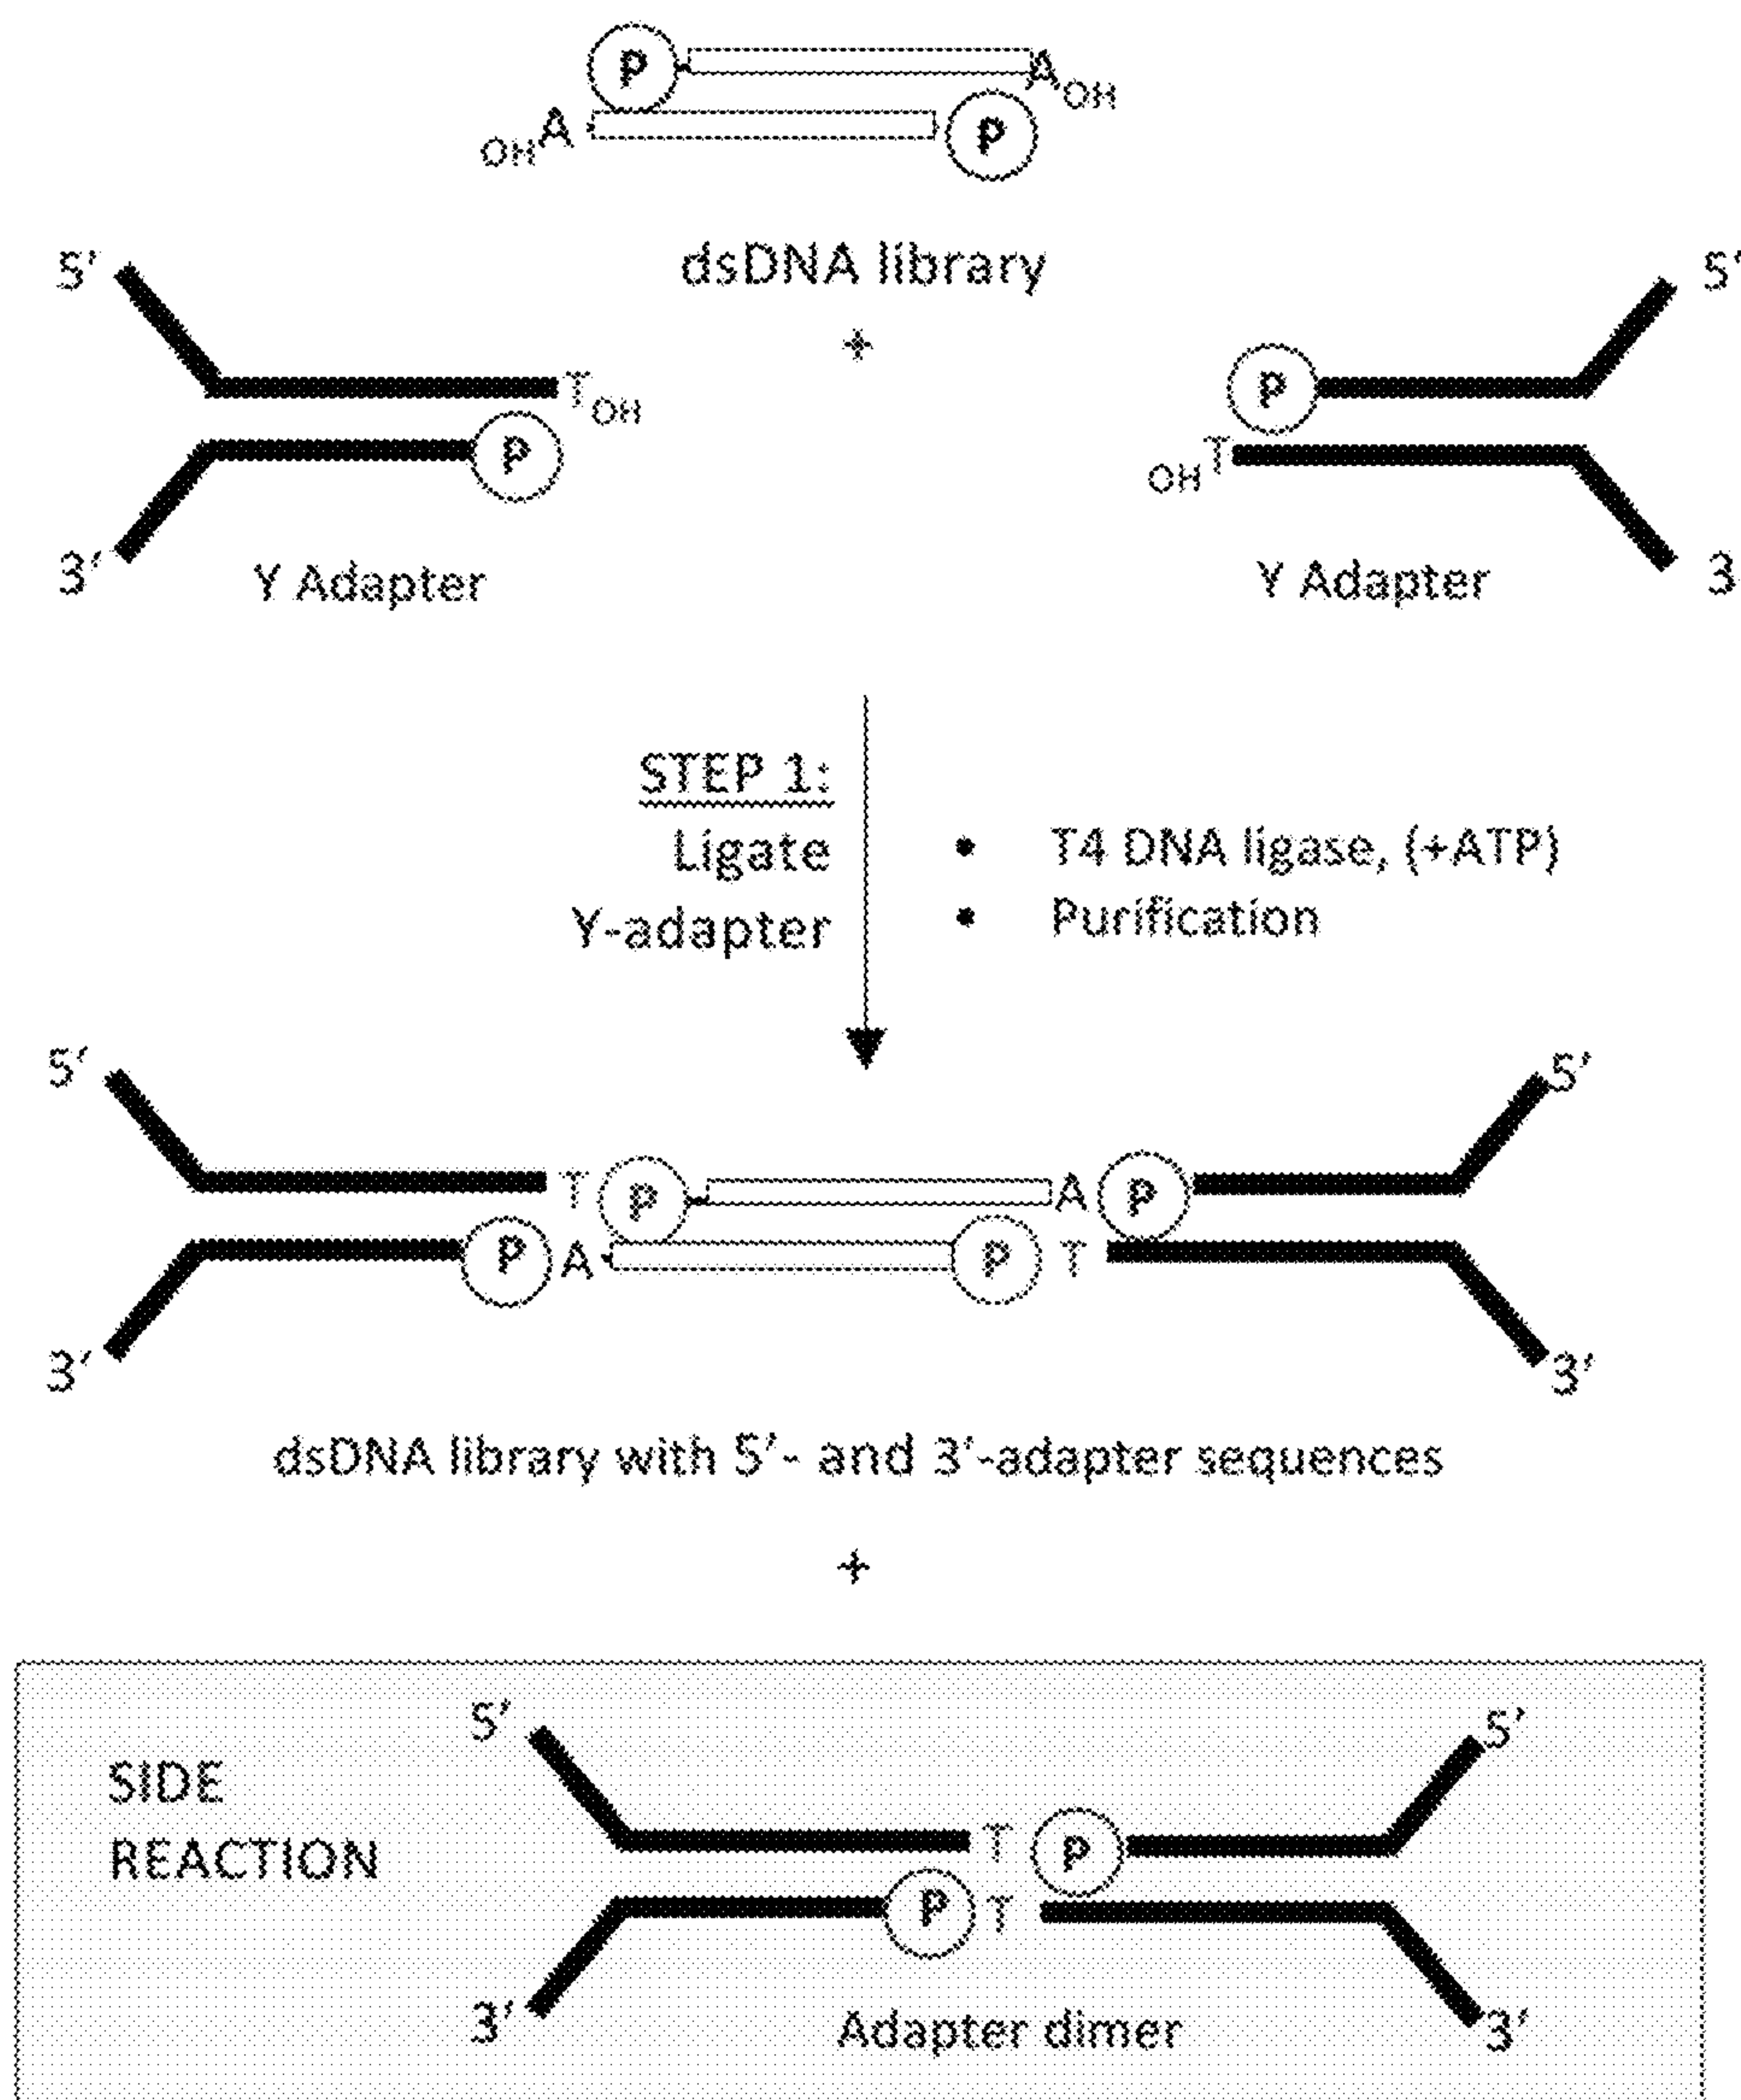 P A OH
OH A P
dsDNA library
5' 5'
+
T OH P
P OH T
3' Y Adapter Y Adapter 3
STEP 1:
Ligate • T4 DNA ligase, (+ATP)
Y-adapter • Purification
5' 5'
T P A P
P A P T
3' 3'
dsDNA library with 5'- and 3'-adapter sequences
+
5' 5'
SIDE
REACTION
T P
P T
3' Adapter dimer 3'